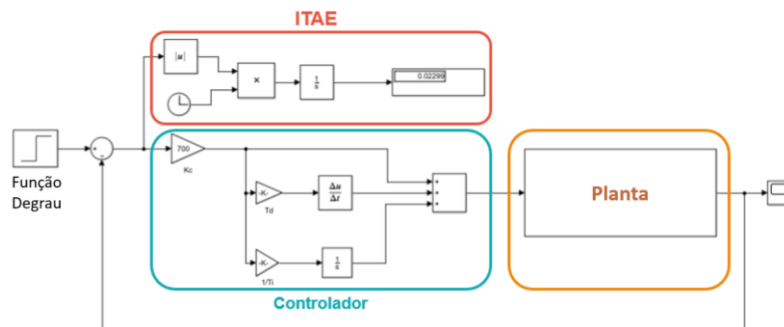 ITAE
|u|
×
1
s
0.02299
+
-
700
Kc
Função
Degrau
-K-
Td
Δu
Δt
+
+
+
-K-
1/Ti
1
s
Planta
Controlador